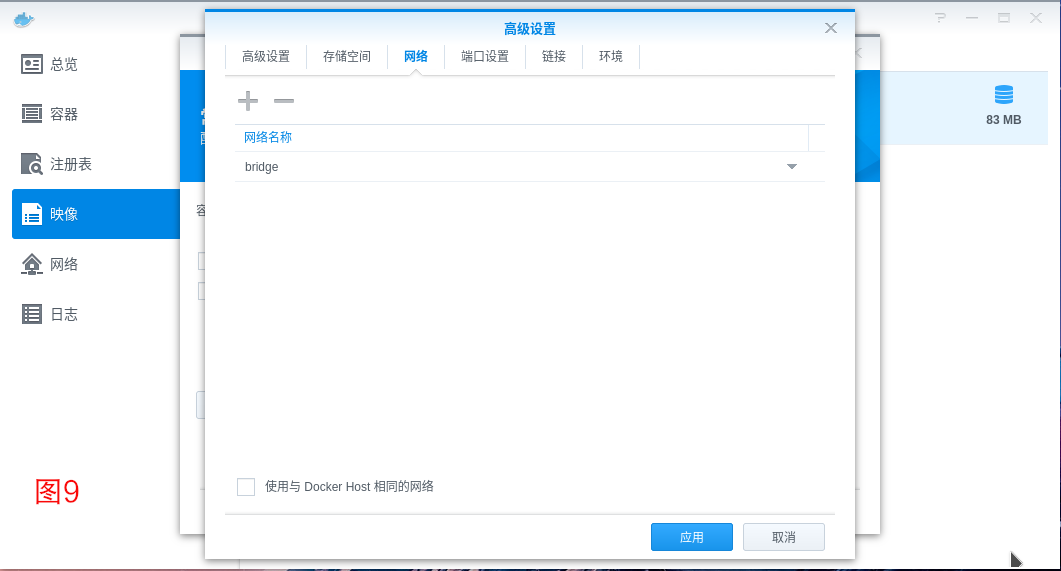 高级设置
高级设置 存储空间 网络 端口设置 链接 环境
总览
容器
注册表
映像
网络
日志
83 MB
网络名称
bridge
使用与 Docker Host 相同的网络
应用 取消
图9